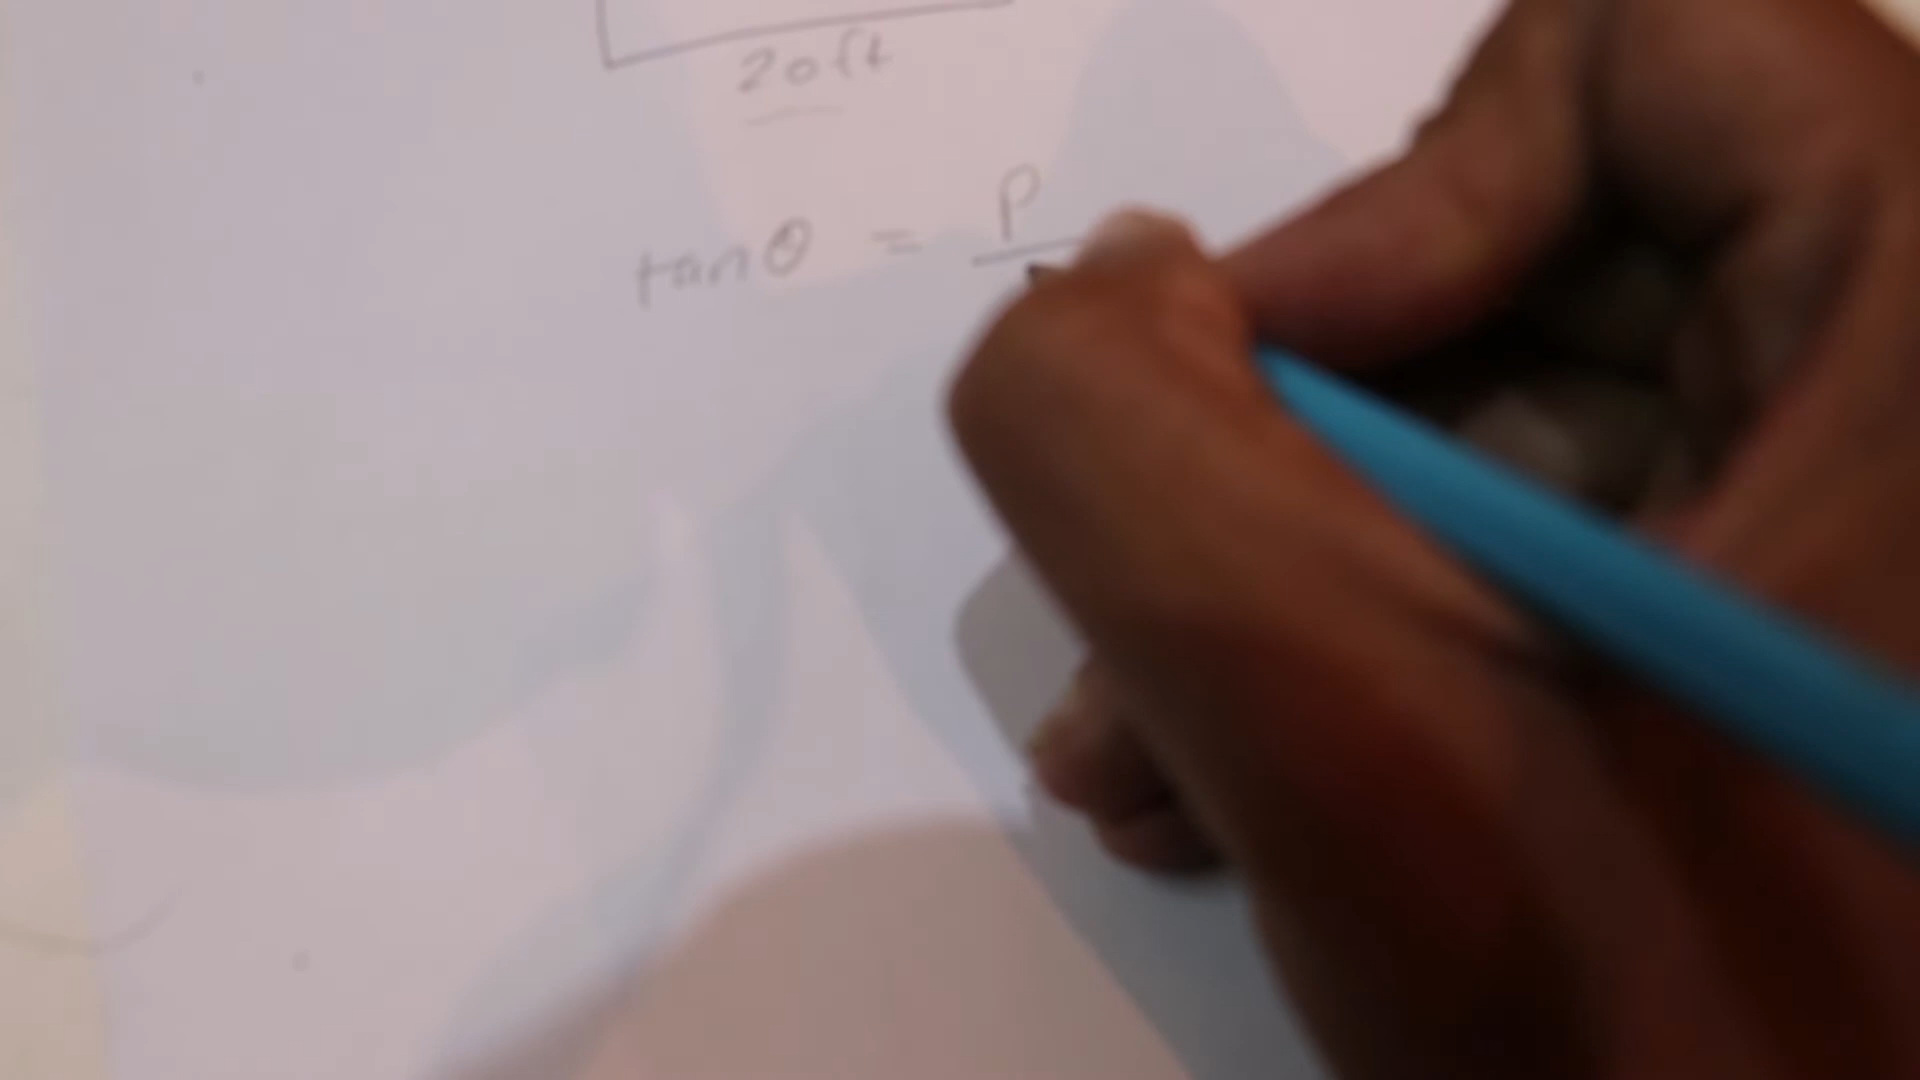 20ft
tanθ = P